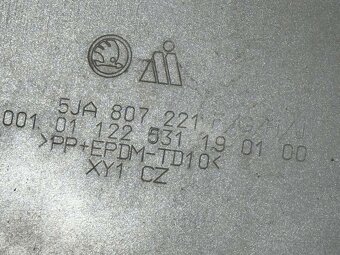 5JA 807 221
001 01 122 531 19 01 00
>PP+EPDM-TD10<
XY1 CZ